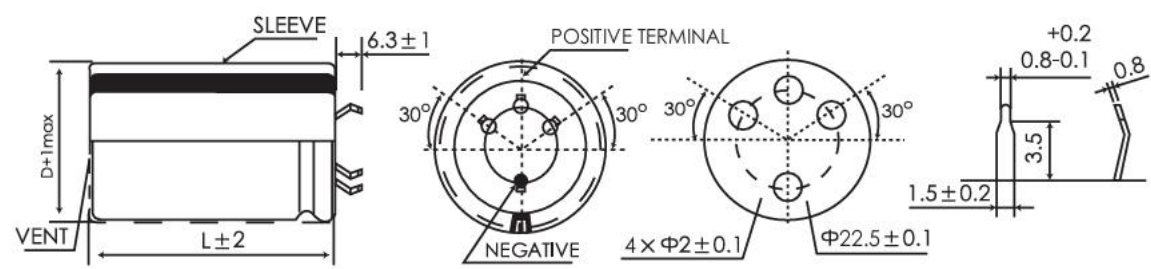 SLEEVE
6.3±1
D+1max
VENT
L±2
POSITIVE TERMINAL
30°
30°
NEGATIVE
30°
30°
4×Φ2±0.1
Φ22.5±0.1
+0.2
0.8-0.1
0.8
3.5
1.5±0.2